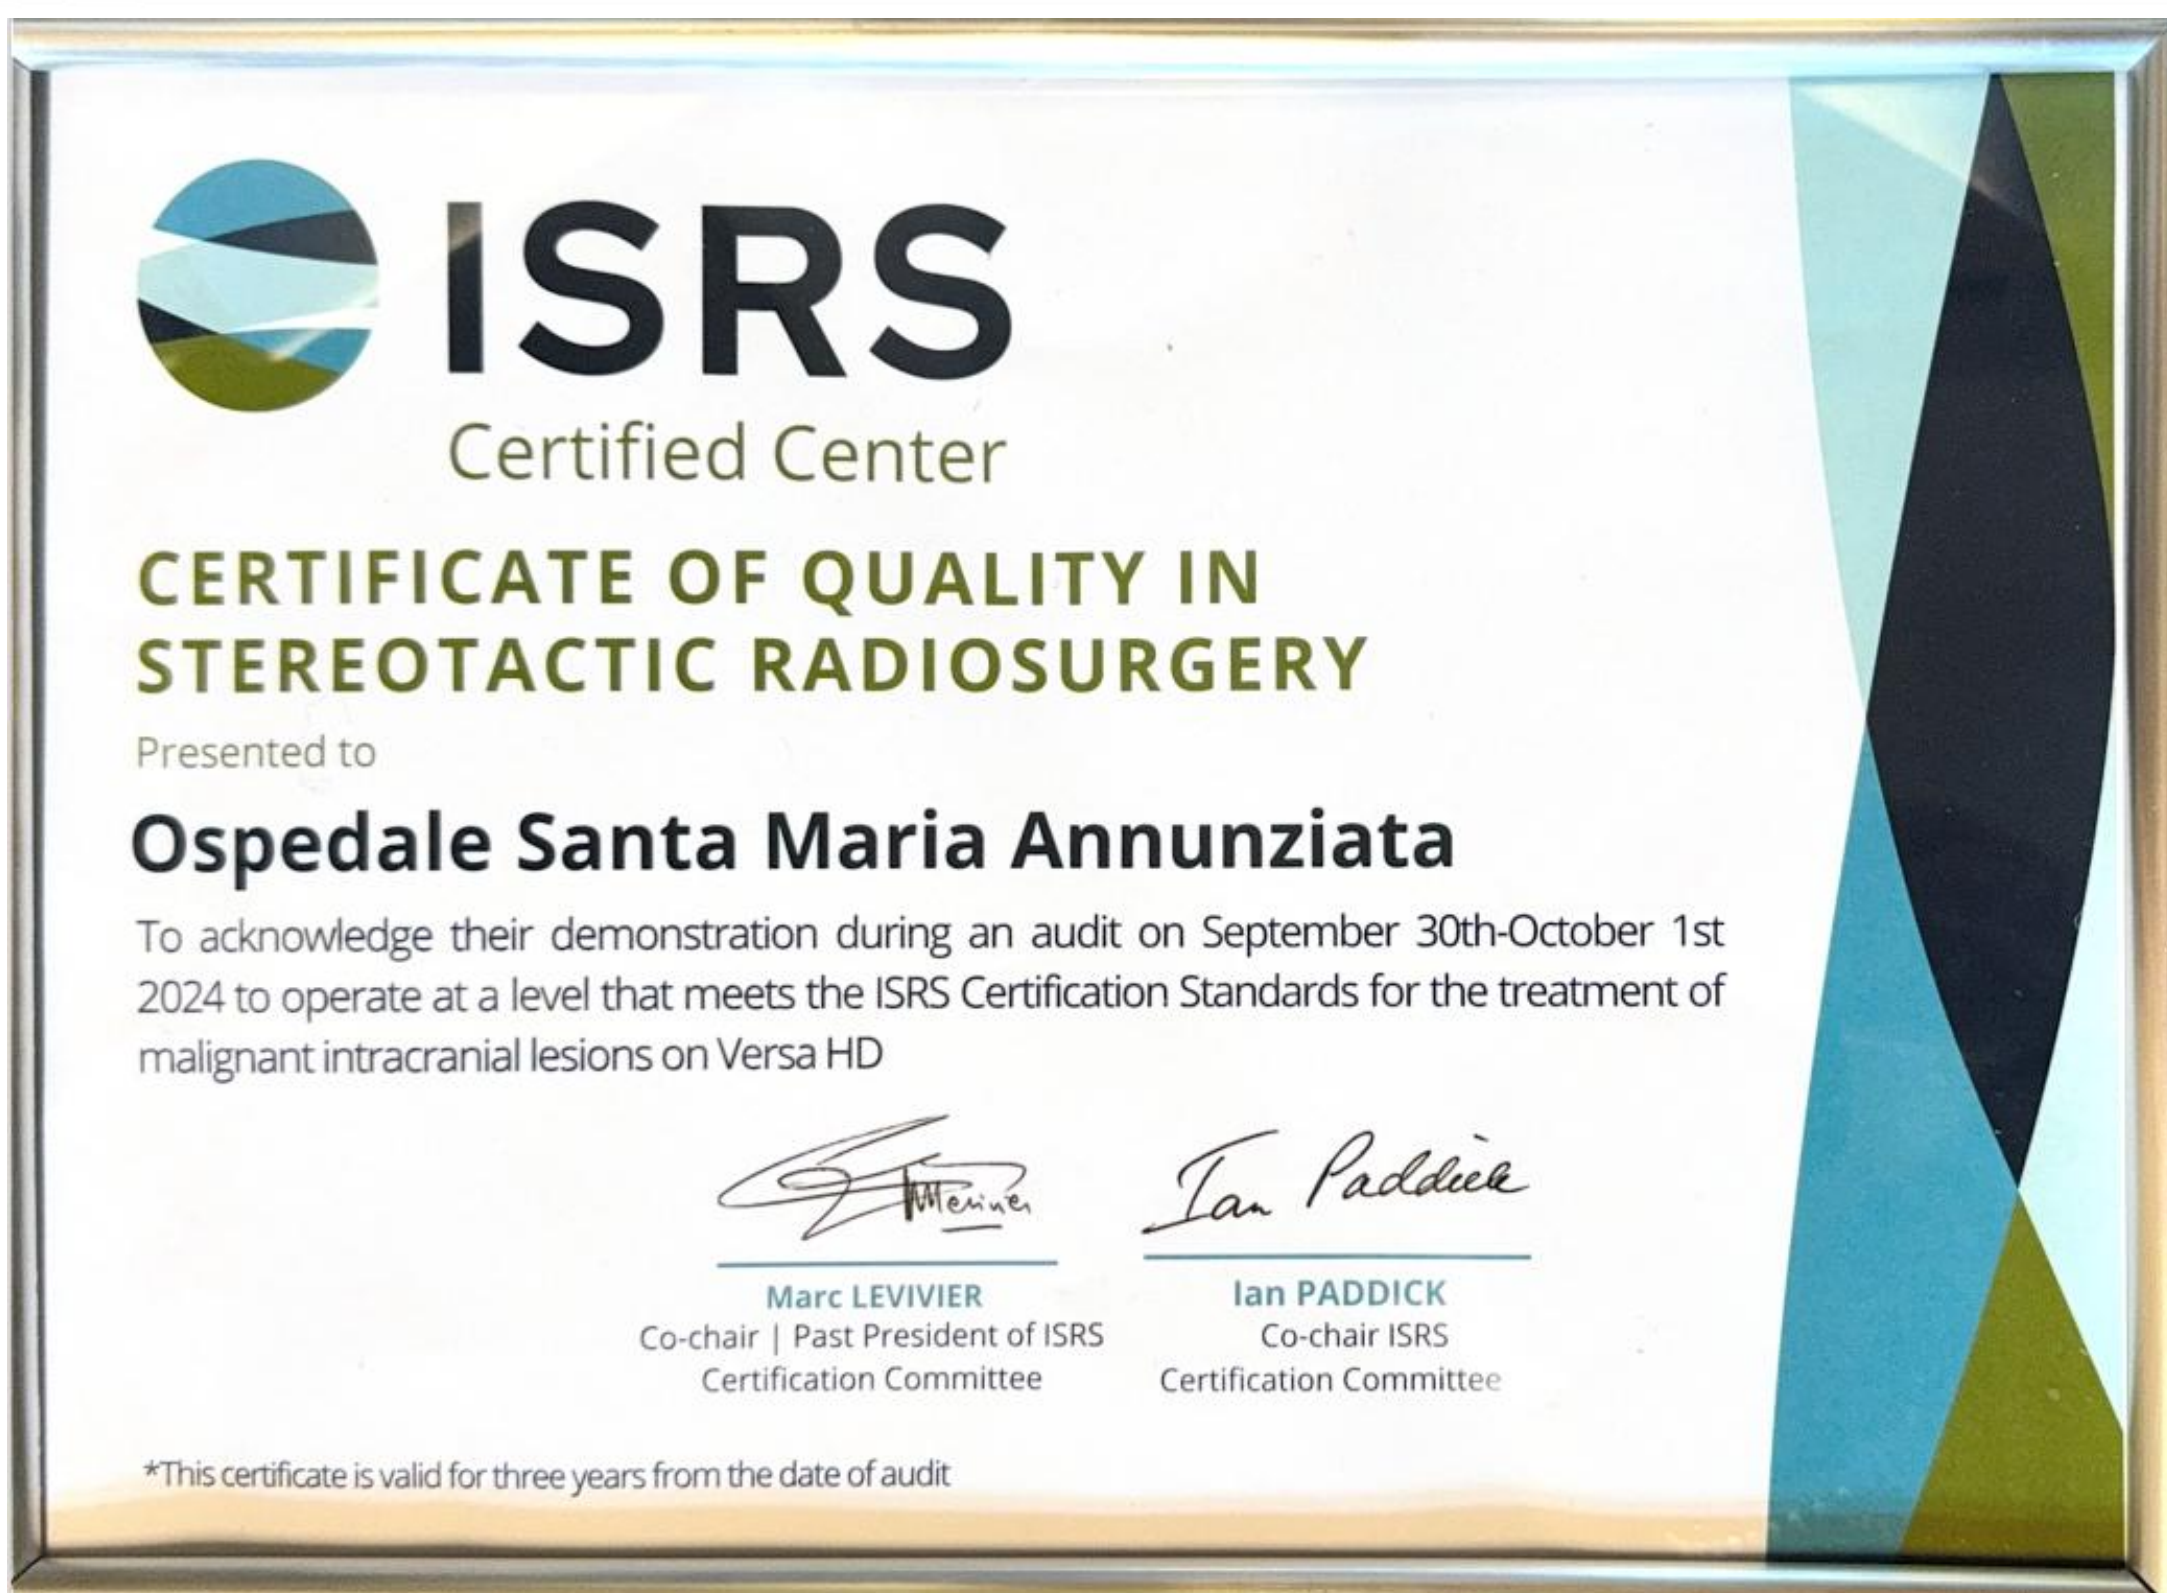 ISRS
Certified Center
CERTIFICATE OF QUALITY IN
STEREOTACTIC RADIOSURGERY
Presented to
Ospedale Santa Maria Annunziata
To acknowledge their demonstration during an audit on September 30th-October 1st
2024 to operate at a level that meets the ISRS Certification Standards for the treatment of
malignant intracranial lesions on Versa HD
Ian Paddick
Marc LEVIVIER
Co-chair | Past President of ISRS
Certification Committee
Ian PADDICK
Co-chair ISRS
Certification Committee
*This certificate is valid for three years from the date of audit